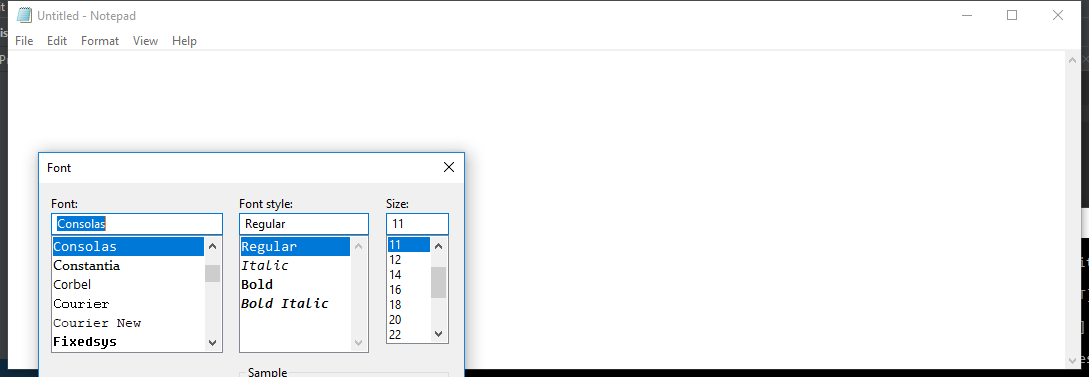 Untitled - Notepad
File Edit Format View Help
Font
Font: Font style: Size:
Consolas Regular 11
Consolas Regular 11
Constantia Italic 12
Corbel Bold 14
Courier Bold Italic 16
Courier New 18
Fixedsys 20
22
Sample